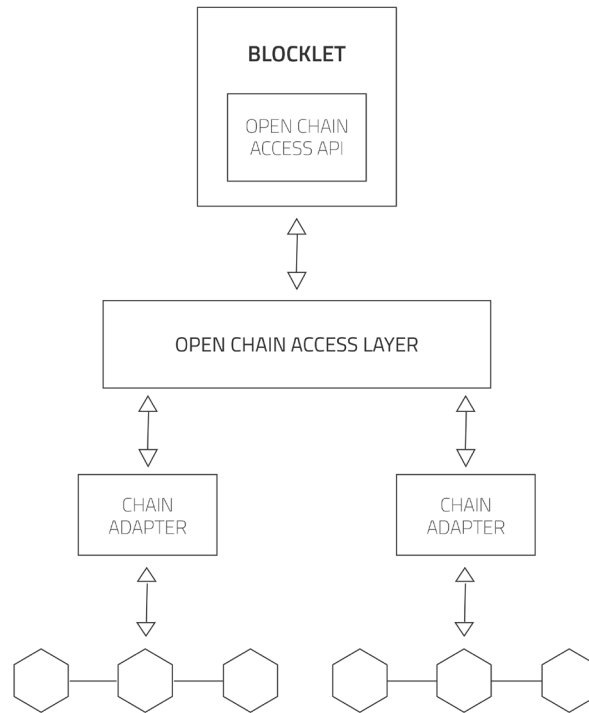 BLOCKLET
OPEN CHAIN
ACCESS API
OPEN CHAIN ACCESS LAYER
CHAIN
ADAPTER
CHAIN
ADAPTER